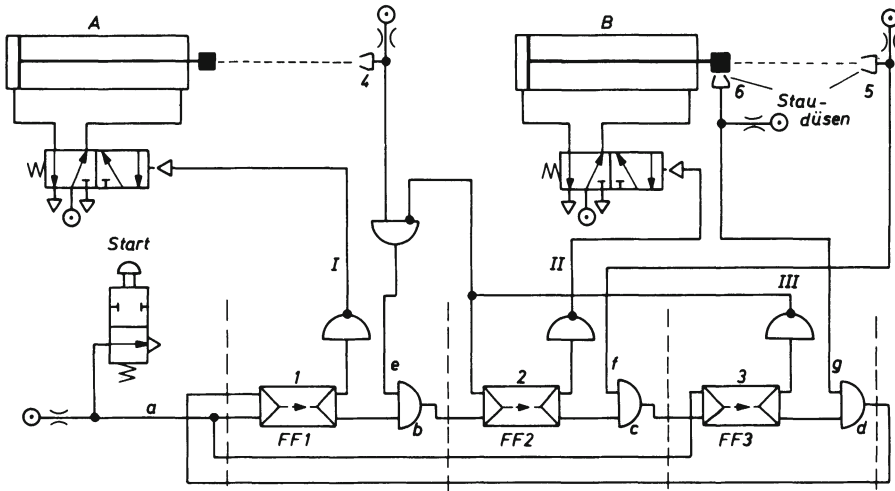 A
B
4
6
5
Stau-
düsen
Start
I
II
III
e
f
g
1
2
3
a
b
c
d
FF1
FF2
FF3